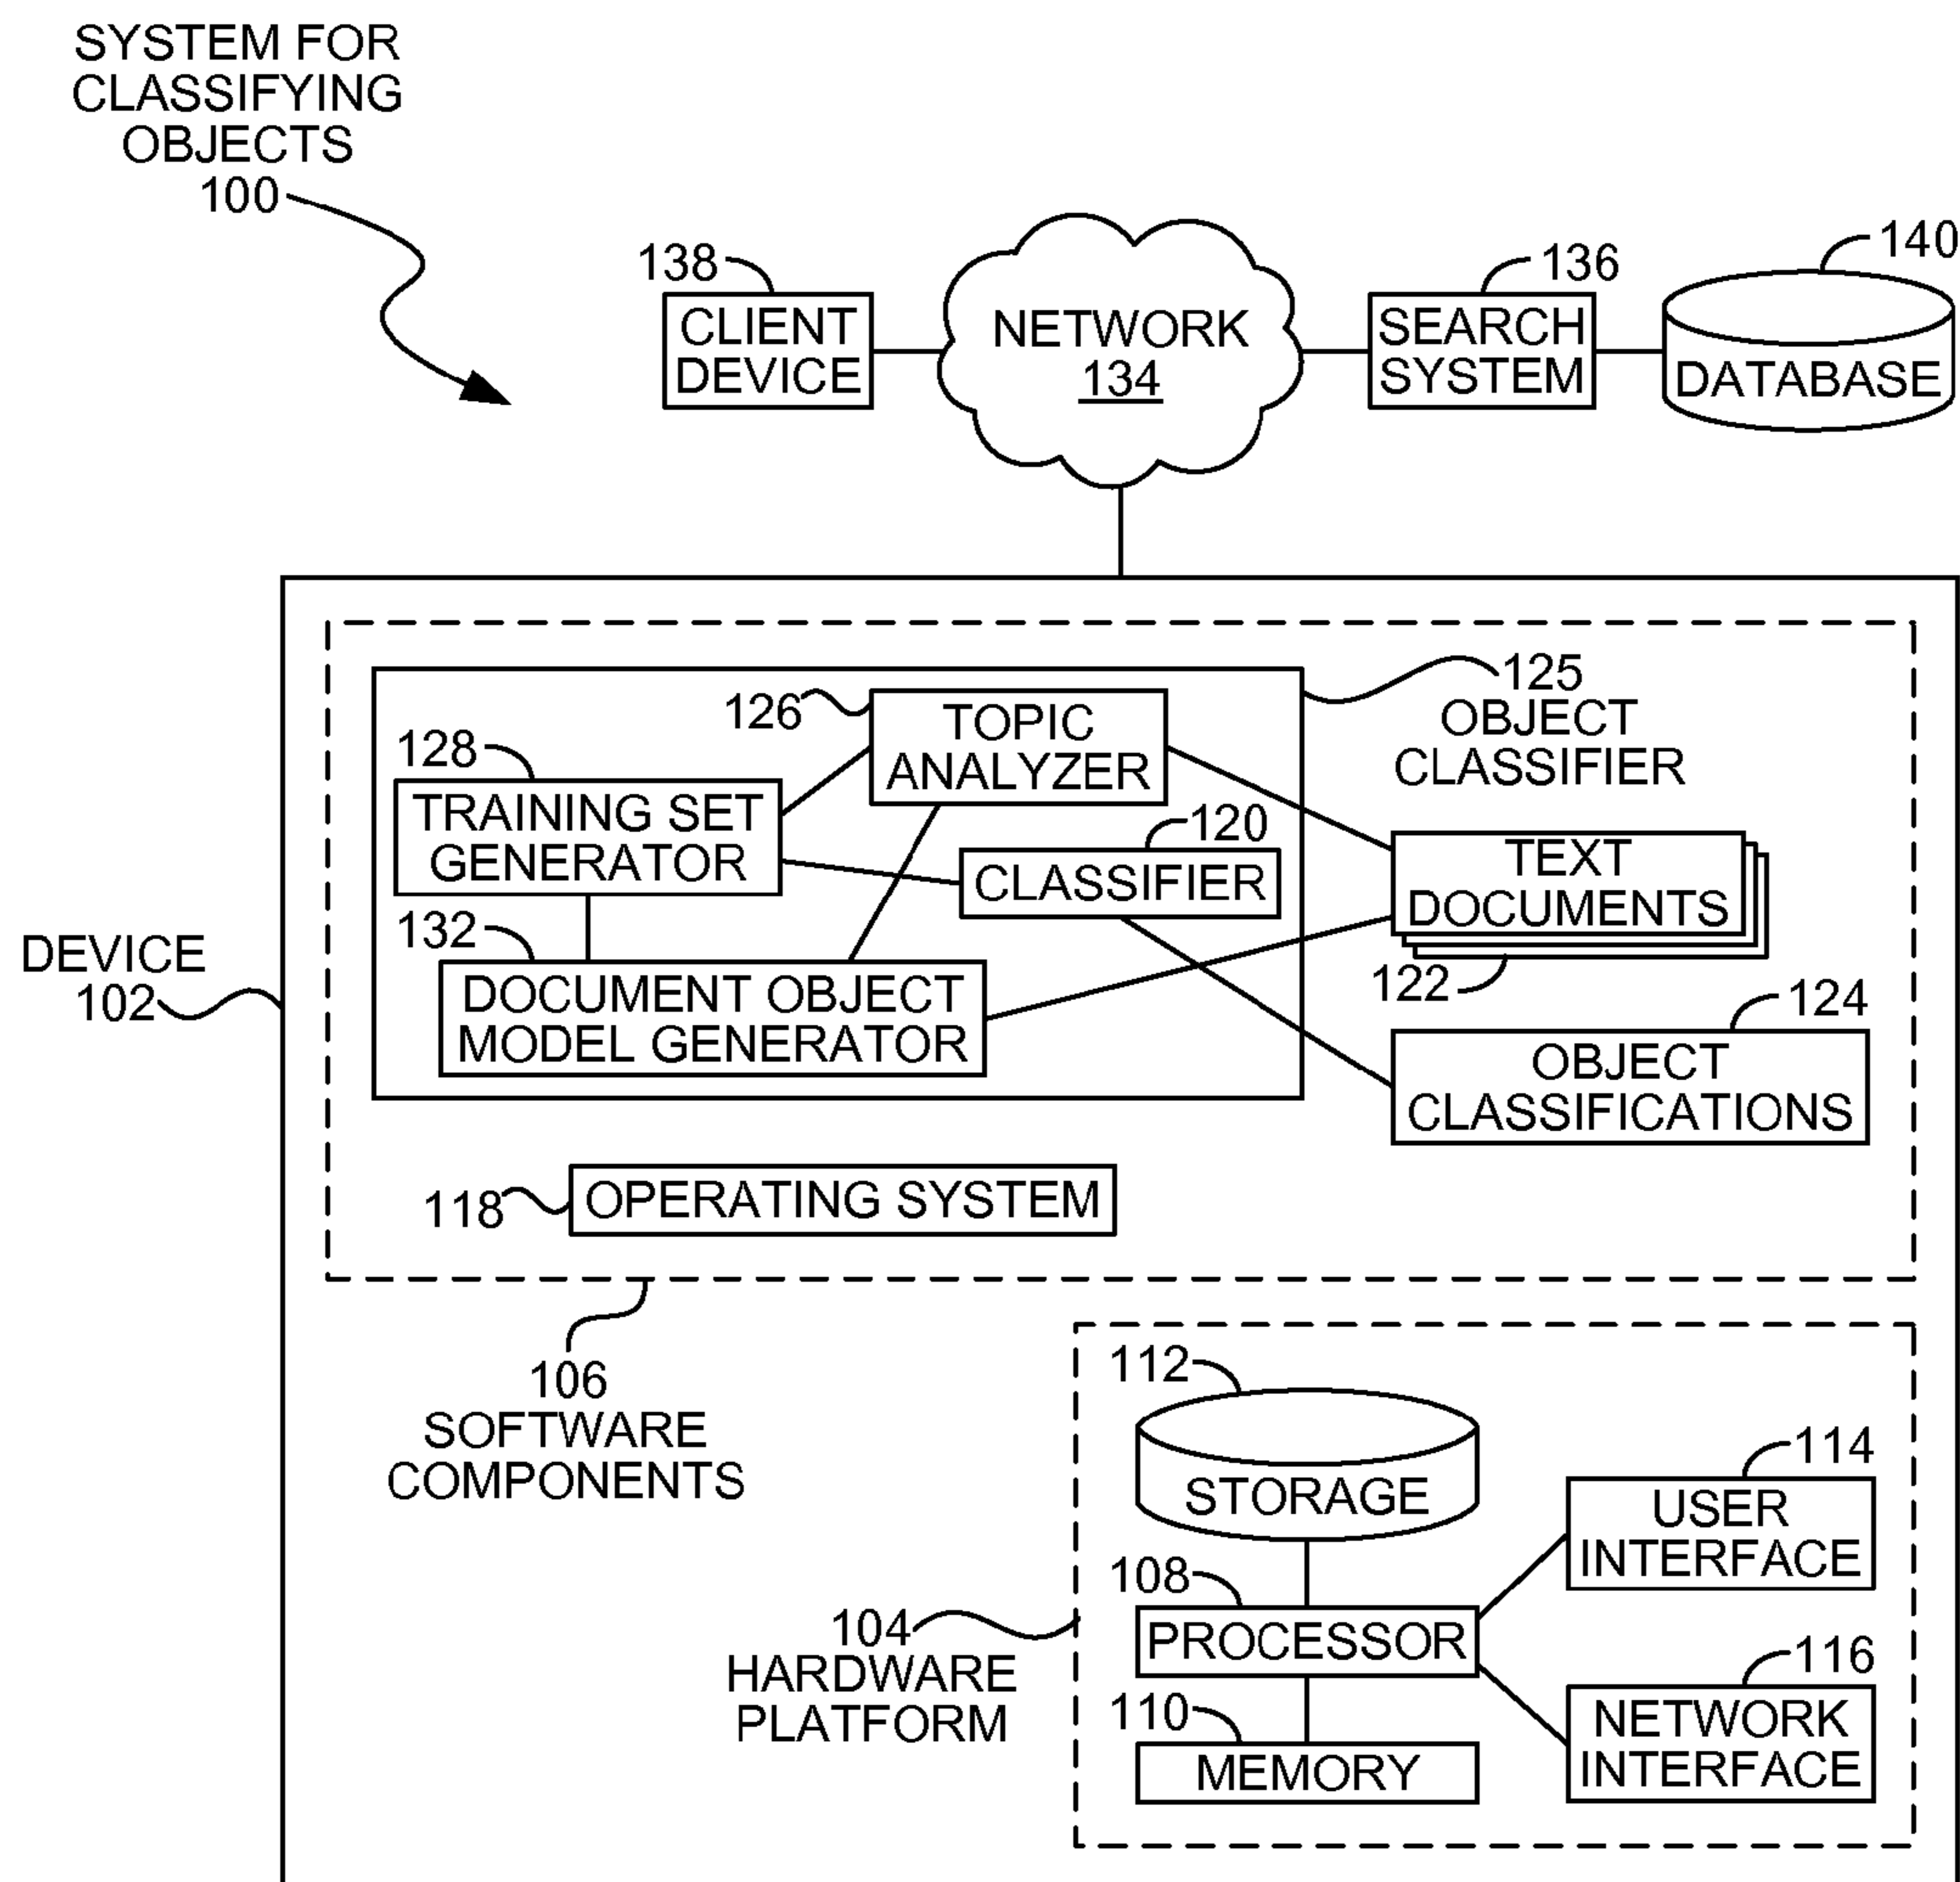 SYSTEM FOR
CLASSIFYING
OBJECTS
100
138
CLIENT
DEVICE
NETWORK
134
136
SEARCH
SYSTEM
140
DATABASE
125
OBJECT
CLASSIFIER
126
TOPIC
ANALYZER
128
TRAINING SET
GENERATOR
120
CLASSIFIER
TEXT
DOCUMENTS
122
132
DOCUMENT OBJECT
MODEL GENERATOR
DEVICE
102
124
OBJECT
CLASSIFICATIONS
118
OPERATING SYSTEM
106
SOFTWARE
COMPONENTS
112
STORAGE
114
USER
INTERFACE
108
PROCESSOR
104
HARDWARE
PLATFORM
116
NETWORK
INTERFACE
110
MEMORY